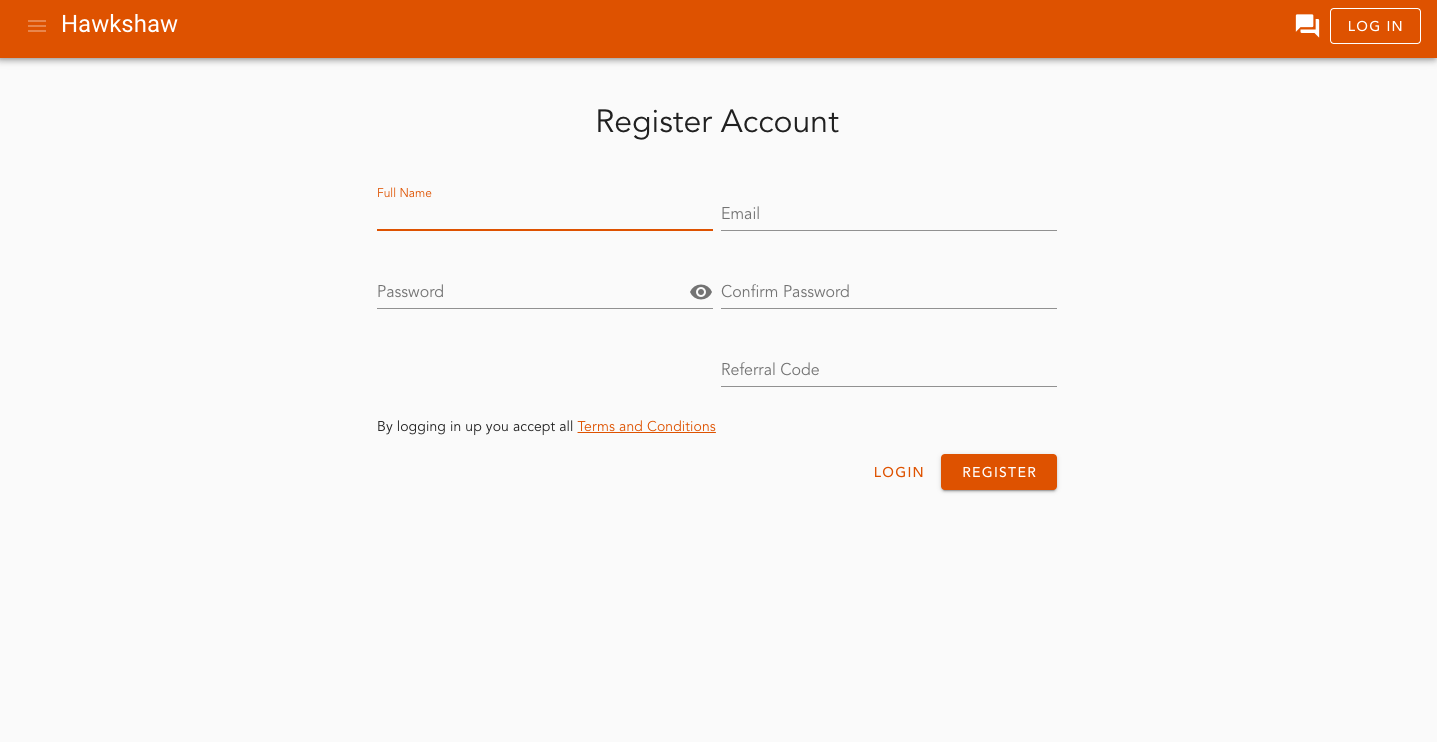 Hawkshaw
LOG IN
Register Account
Full Name
Email
Password
Confirm Password
Referral Code
By logging in up you accept all Terms and Conditions
LOGIN
REGISTER